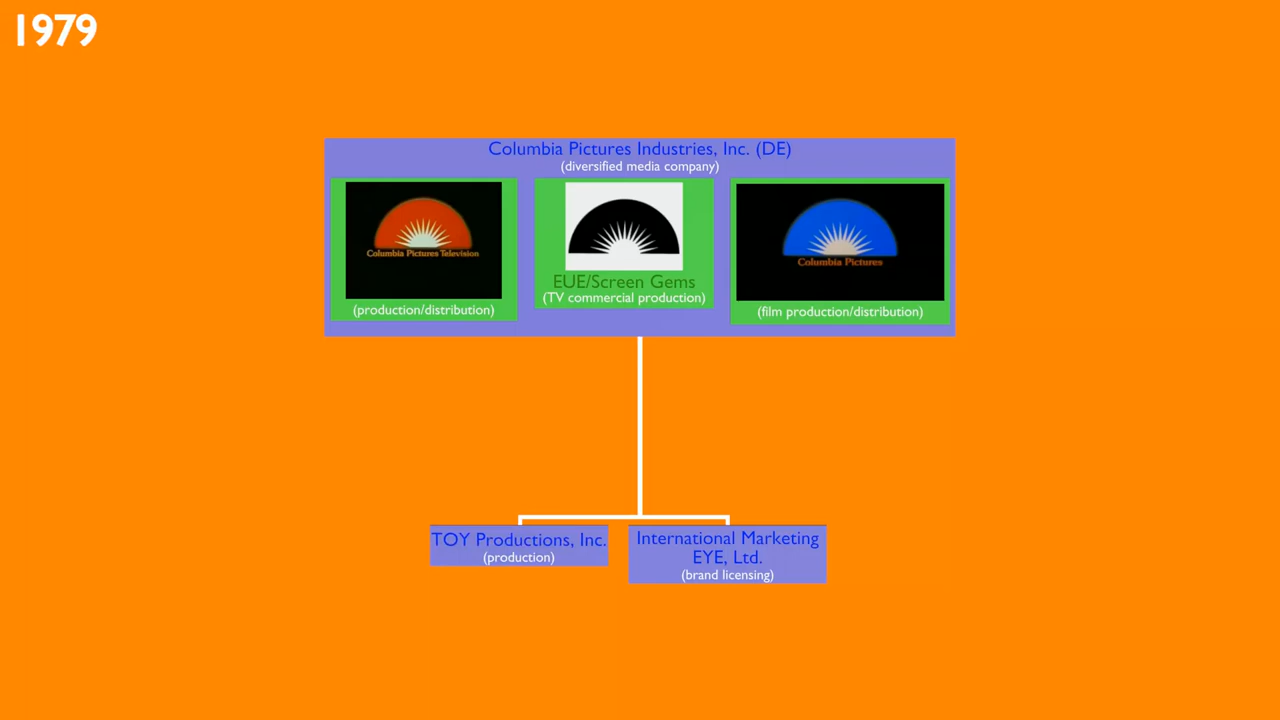 1979
Columbia Pictures Industries, Inc. (DE)
(diversified media company)
Columbia Pictures Television
(production/distribution)
EUE/Screen Gems
(TV commercial production)
Columbia Pictures
(film production/distribution)
TOY Productions, Inc.
(production)
International Marketing
EYE, Ltd.
(brand licensing)